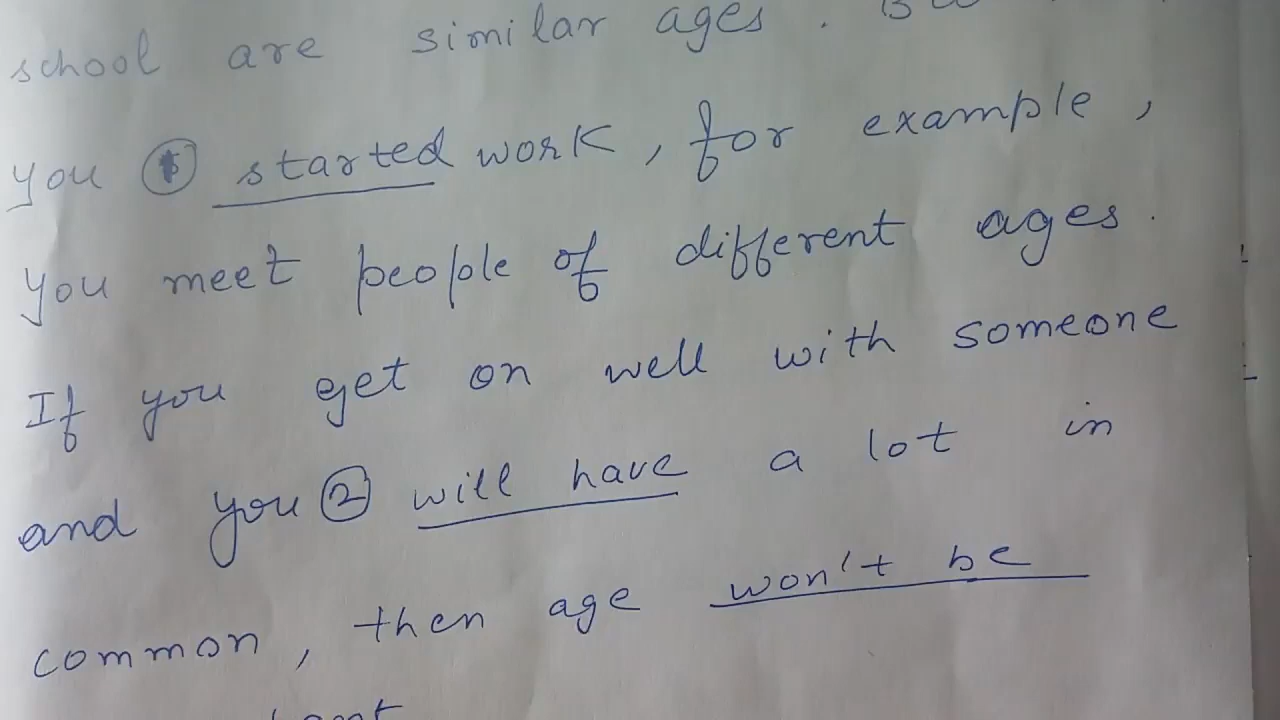 school are similar ages.
you ① started work, for example,
you meet people of different ages.
If you get on well with someone
and you ② will have a lot in
common, then age won't be